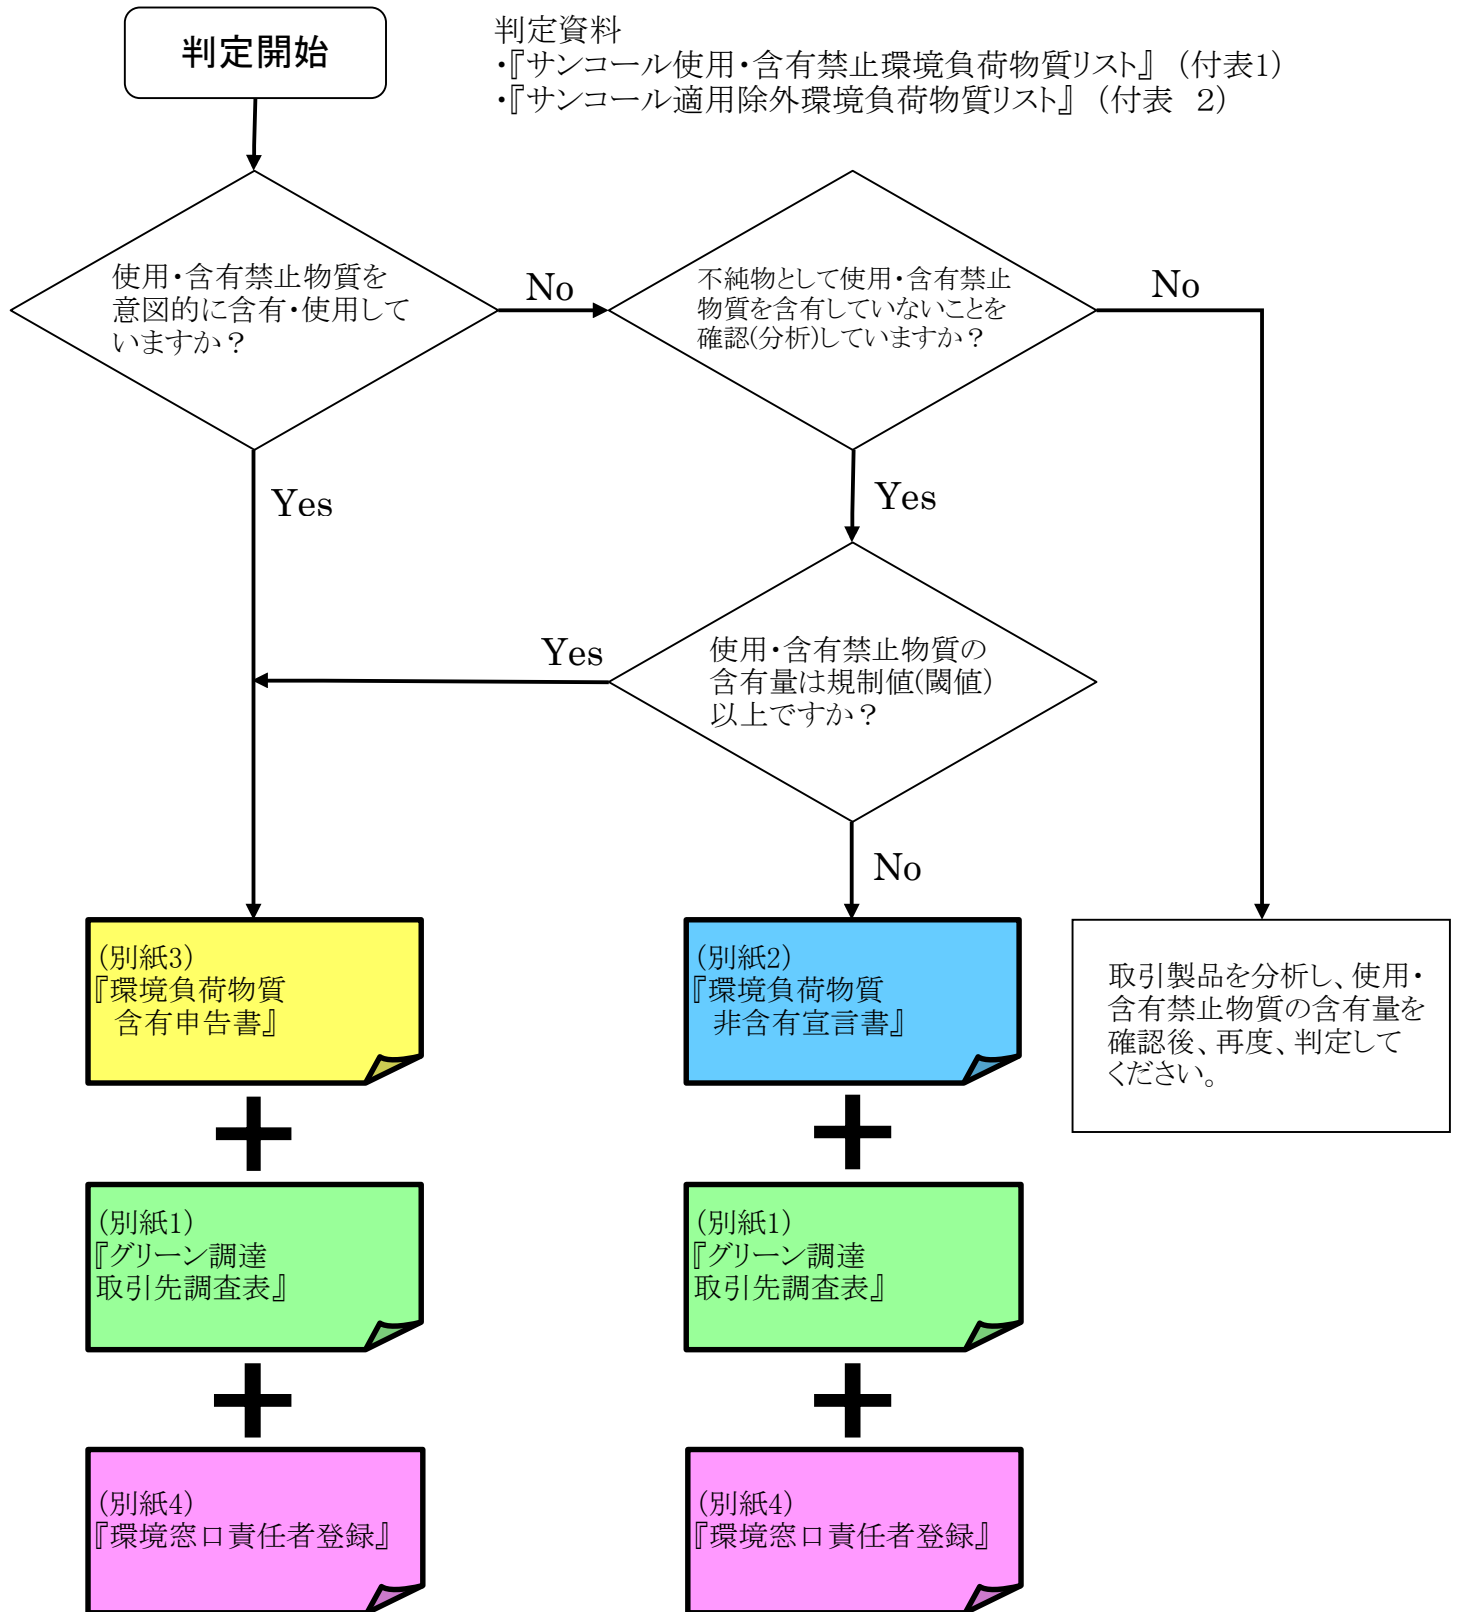 判定開始
判定資料
・『サンコール使用・含有禁止環境負荷物質リスト』 (付表1)
・『サンコール適用除外環境負荷物質リスト』 (付表 2)
使用・含有禁止物質を
意図的に含有・使用して
いますか?
No
不純物として使用・含有禁止
物質を含有していないことを
確認(分析)していますか?
No
Yes
Yes
Yes
使用・含有禁止物質の
含有量は規制値(閾値)
以上ですか?
No
(別紙3)
『環境負荷物質
含有申告書』
(別紙2)
『環境負荷物質
非含有宣言書』
取引製品を分析し、使用・
含有禁止物質の含有量を
確認後、再度、判定して
ください。
(別紙1)
『グリーン調達
取引先調査表』
(別紙1)
『グリーン調達
取引先調査表』
(別紙4)
『環境窓口責任者登録』
(別紙4)
『環境窓口責任者登録』